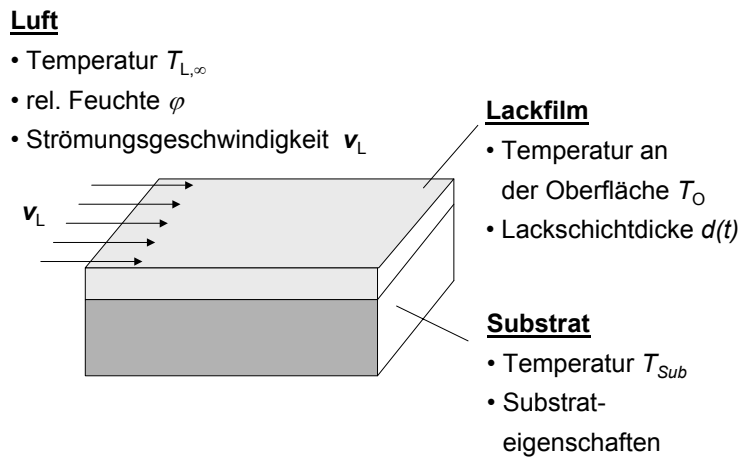 Luft
• Temperatur T_L,∞
• rel. Feuchte φ
• Strömungsgeschwindigkeit v_L
Lackfilm
• Temperatur an
der Oberfläche T_O
• Lackschichtdicke d(t)
v_L
Substrat
• Temperatur T_Sub
• Substrat-
eigenschaften